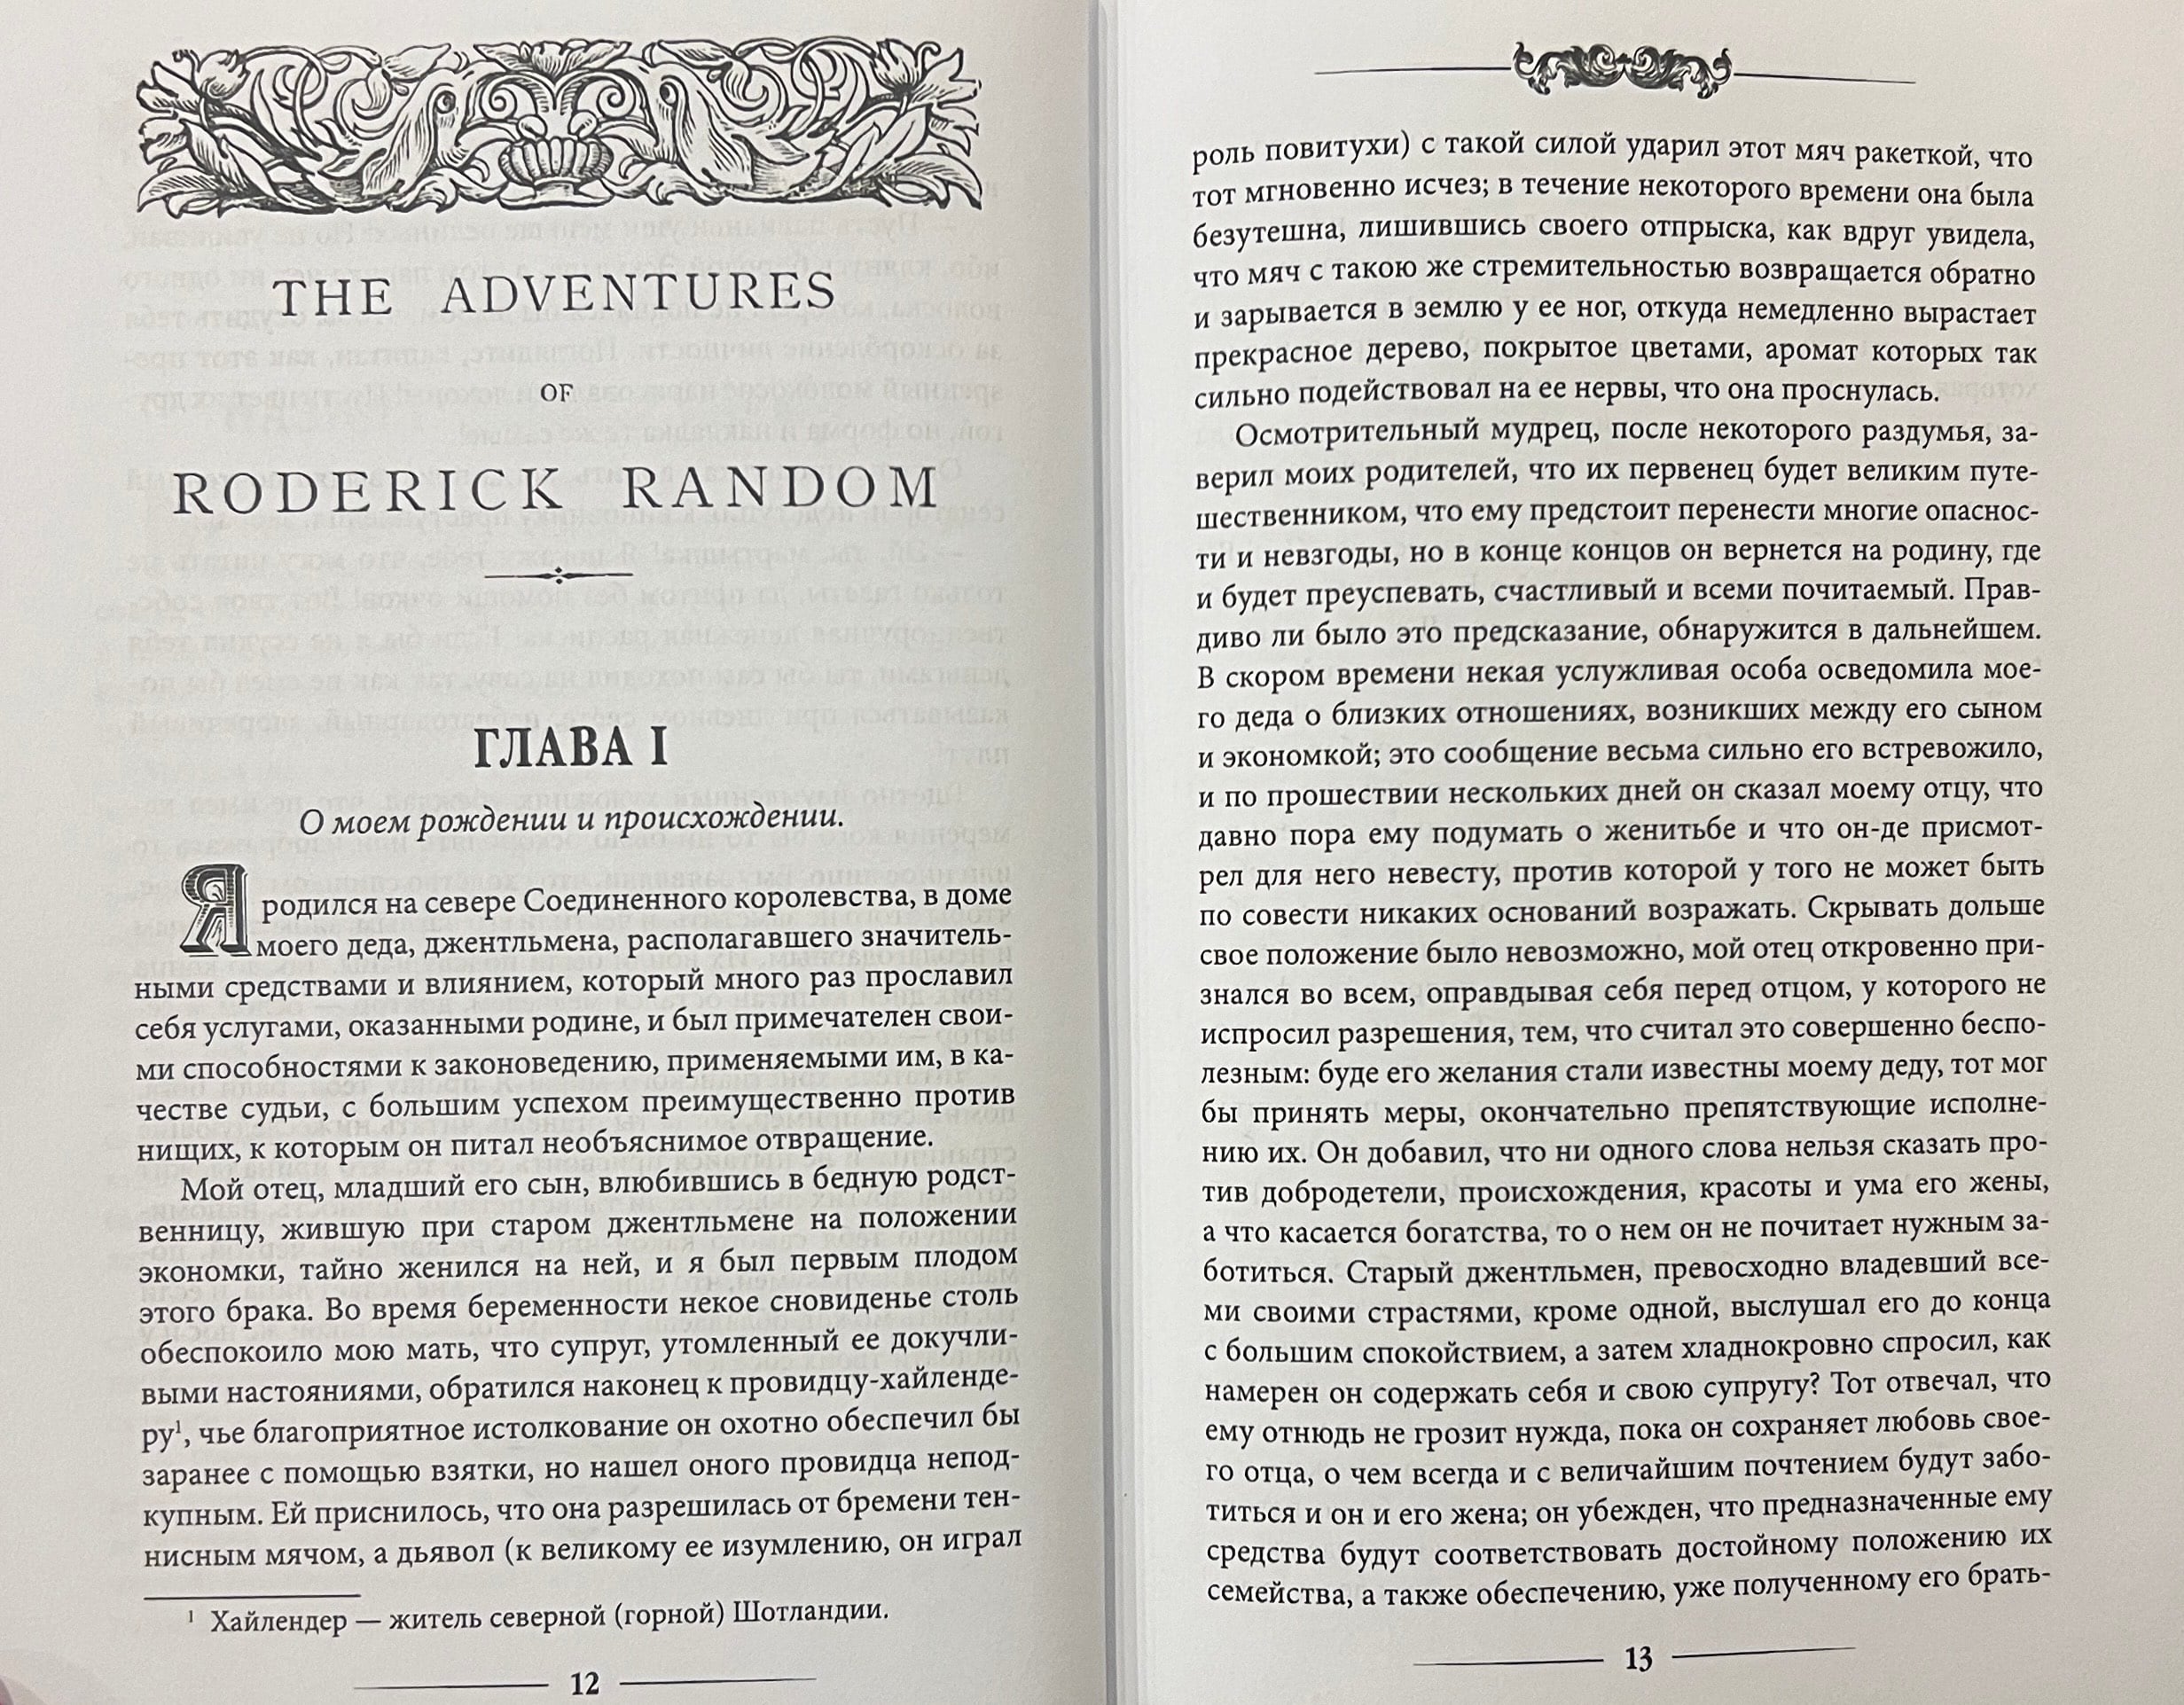 THE ADVENTURES
OF
RODERICK RANDOM
ГЛАВА I
О моем рождении и происхождении.
Я родился на севере Соединенного королевства, в доме
моего деда, джентльмена, располагавшего значитель-
ными средствами и влиянием, который много раз прославил
себя услугами, оказанными родине, и был примечателен свои-
ми способностями к законоведению, применяемыми им, в ка-
честве судьи, с большим успехом преимущественно против
нищих, к которым он питал необъяснимое отвращение.
Мой отец, младший его сын, влюбившись в бедную родст-
венницу, жившую при старом джентльмене на положении
экономки, тайно женился на ней, и я был первым плодом
этого брака. Во время беременности некое сновиденье столь
обеспокоило мою мать, что супруг, утомленный ее докучли-
выми настояниями, обратился наконец к провидцу-хайленде-
ру¹, чье благоприятное истолкование он охотно обеспечил бы
заранее с помощью взятки, но нашел оного провидца непод-
купным. Ей приснилось, что она разрешилась от бремени тен-
нисным мячом, а дьявол (к великому ее изумлению, он играл
¹ Хайлендер — житель северной (горной) Шотландии.
12
роль повитухи) с такой силой ударил этот мяч ракеткой, что
тот мгновенно исчез; в течение некоторого времени она была
безутешна, лишившись своего отпрыска, как вдруг увидела,
что мяч с такою же стремительностью возвращается обратно
и зарывается в землю у ее ног, откуда немедленно вырастает
прекрасное дерево, покрытое цветами, аромат которых так
сильно подействовал на ее нервы, что она проснулась.
Осмотрительный мудрец, после некоторого раздумья, за-
верил моих родителей, что их первенец будет великим путе-
шественником, что ему предстоит перенести многие опаснос-
ти и невзгоды, но в конце концов он вернется на родину, где
и будет преуспевать, счастливый и всеми почитаемый. Прав-
диво ли было это предсказание, обнаружится в дальнейшем.
В скором времени некая услужливая особа осведомила мое-
го деда о близких отношениях, возникших между его сыном
и экономкой; это сообщение весьма сильно его встревожило,
и по прошествии нескольких дней он сказал моему отцу, что
давно пора ему подумать о женитьбе и что он-де присмот-
рел для него невесту, против которой у того не может быть
по совести никаких оснований возражать. Скрывать дольше
свое положение было невозможно, мой отец откровенно при-
знался во всем, оправдывая себя перед отцом, у которого не
испросил разрешения, тем, что считал это совершенно беспо-
лезным: буде его желания стали известны моему деду, тот мог
бы принять меры, окончательно препятствующие исполне-
нию их. Он добавил, что ни одного слова нельзя сказать про-
тив добродетели, происхождения, красоты и ума его жены,
а что касается богатства, то о нем он не почитает нужным за-
ботиться. Старый джентльмен, превосходно владевший все-
ми своими страстями, кроме одной, выслушал его до конца
с большим спокойствием, а затем хладнокровно спросил, как
намерен он содержать себя и свою супругу? Тот отвечал, что
ему отнюдь не грозит нужда, пока он сохраняет любовь свое-
го отца, о чем всегда и с величайшим почтением будут забо-
титься и он и его жена; он убежден, что предназначенные ему
средства будут соответствовать достойному положению их
семейства, а также обеспечению, уже полученному его брать-
13